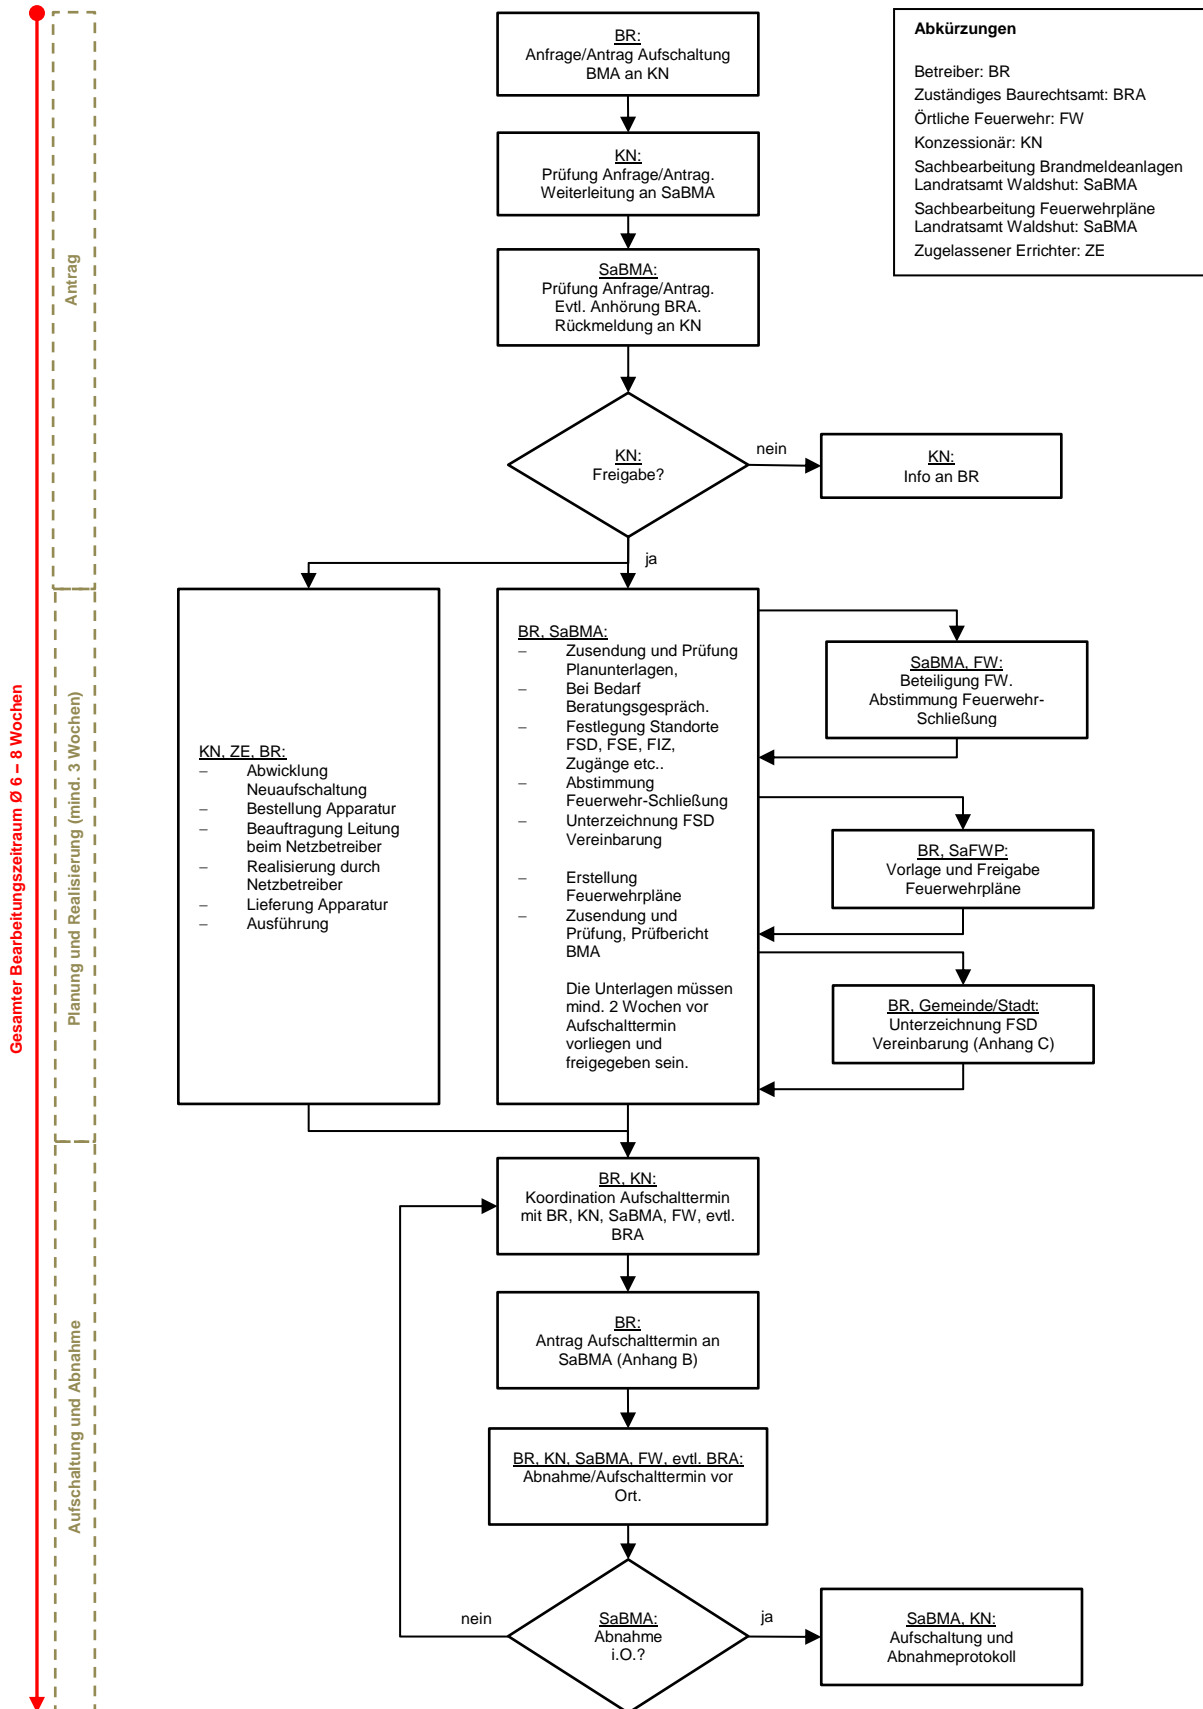 BR:
Anfrage/Antrag Aufschaltung
BMA an KN
Abkürzungen
Betreiber: BR
Zuständiges Baurechtsamt: BRA
Örtliche Feuerwehr: FW
Konzessionär: KN
Sachbearbeitung Brandmeldeanlagen
Landratsamt Waldshut: SaBMA
Sachbearbeitung Feuerwehrpläne
Landratsamt Waldshut: SaBMA
Zugelassener Errichter: ZE
KN:
Prüfung Anfrage/Antrag.
Weiterleitung an SaBMA
SaBMA:
Prüfung Anfrage/Antrag.
Evtl. Anhörung BRA.
Rückmeldung an KN
Antrag
KN:
Freigabe?
nein
KN:
Info an BR
ja
Gesamter Bearbeitungszeitraum Ø 6 – 8 Wochen
Planung und Realisierung (mind. 3 Wochen)
KN, ZE, BR:
– Abwicklung
Neuaufschaltung
– Bestellung Apparatur
– Beauftragung Leitung
beim Netzbetreiber
– Realisierung durch
Netzbetreiber
– Lieferung Apparatur
– Ausführung
BR, SaBMA:
– Zusendung und Prüfung
Planunterlagen,
– Bei Bedarf
Beratungsgespräch.
– Festlegung Standorte
FSD, FSE, FIZ,
Zugänge etc..
– Abstimmung
Feuerwehr-Schließung
– Unterzeichnung FSD
Vereinbarung
– Erstellung
Feuerwehrpläne
– Zusendung und
Prüfung, Prüfbericht
BMA
Die Unterlagen müssen
mind. 2 Wochen vor
Aufschalttermin
vorliegen und
freigegeben sein.
SaBMA, FW:
Beteiligung FW.
Abstimmung Feuerwehr-
Schließung
BR, SaFWP:
Vorlage und Freigabe
Feuerwehrpläne
BR, Gemeinde/Stadt:
Unterzeichnung FSD
Vereinbarung (Anhang C)
Aufschaltung und Abnahme
BR, KN:
Koordination Aufschalttermin
mit BR, KN, SaBMA, FW, evtl.
BRA
BR:
Antrag Aufschalttermin an
SaBMA (Anhang B)
BR, KN, SaBMA, FW, evtl. BRA:
Abnahme/Aufschalttermin vor
Ort.
nein
SaBMA:
Abnahme
i.O.?
ja
SaBMA, KN:
Aufschaltung und
Abnahmeprotokoll